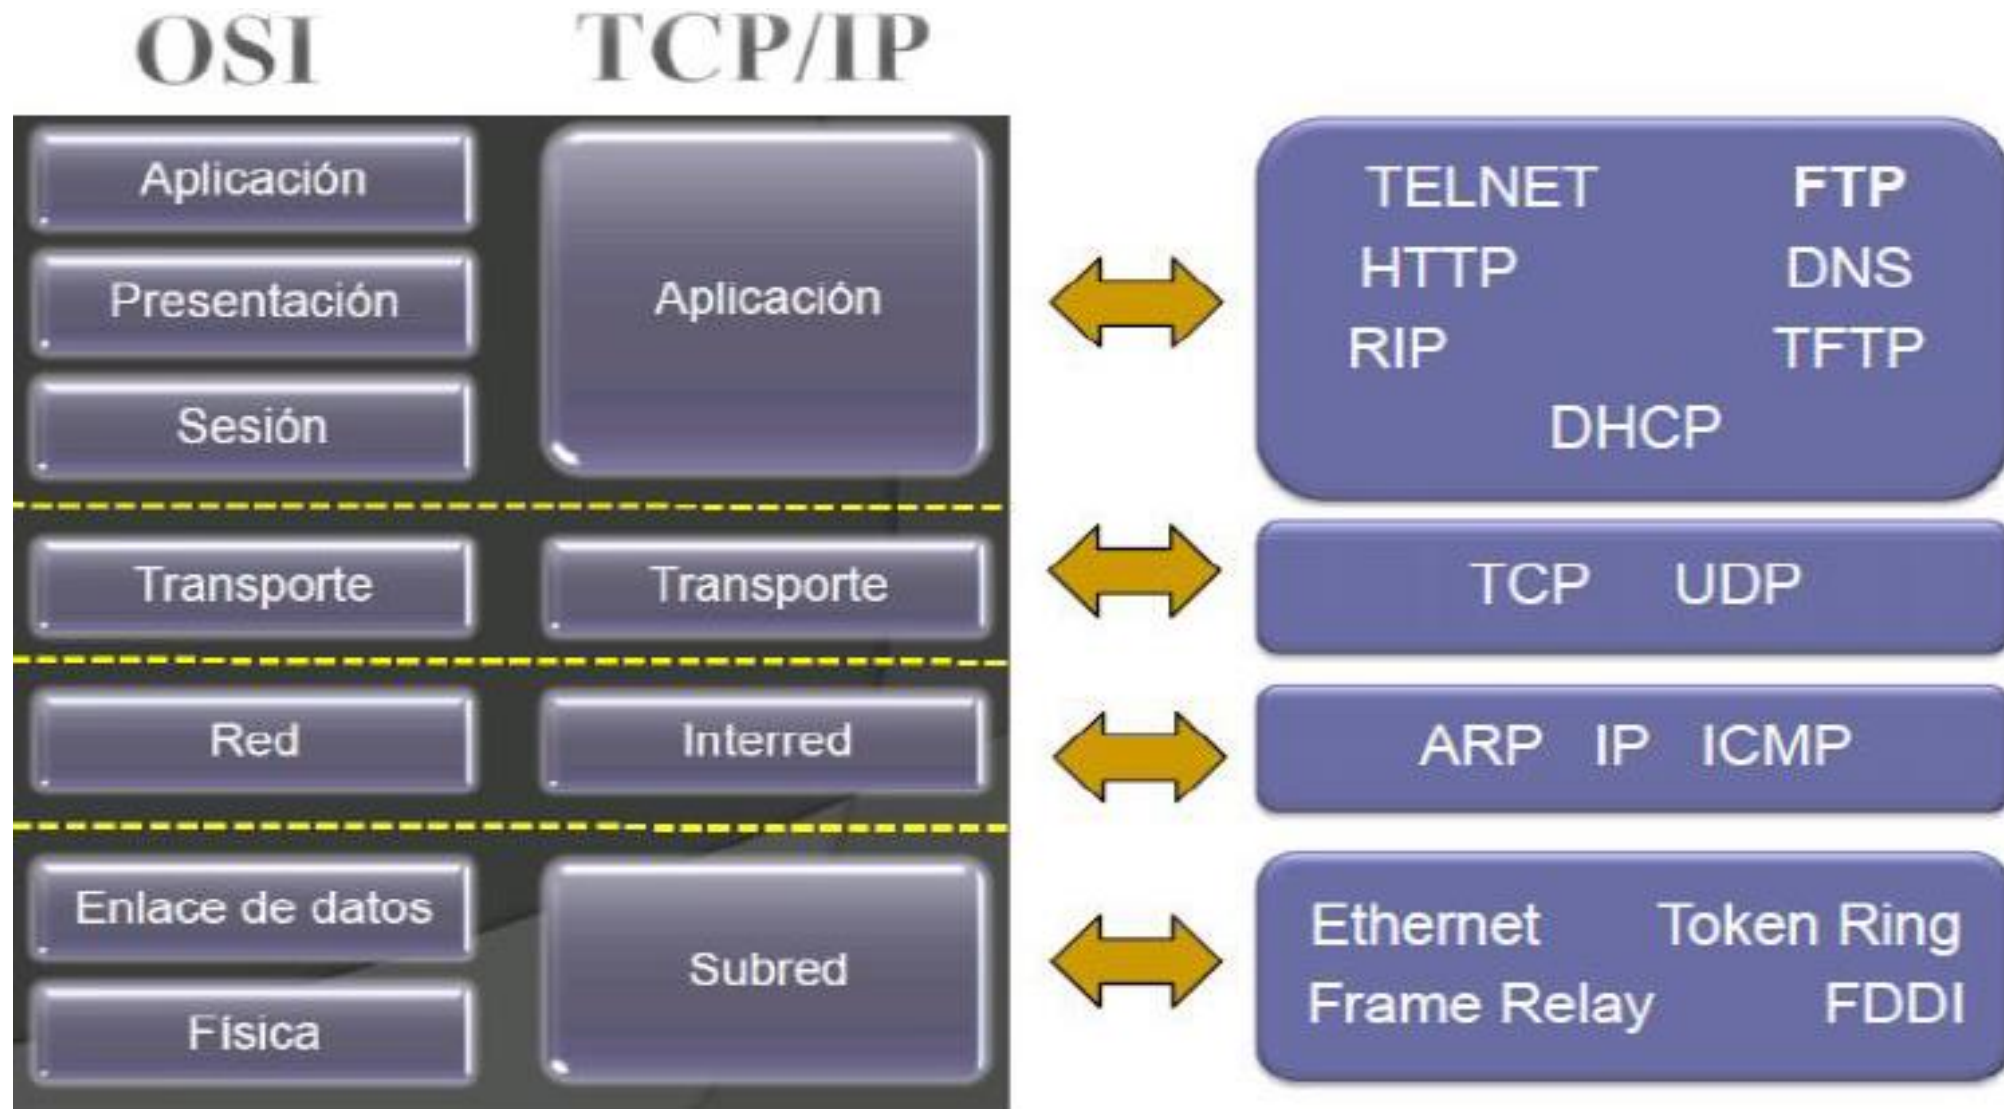 OSI TCP/IP
Aplicación
Presentación
Sesión
Aplicación
TELNET FTP
HTTP DNS
RIP TFTP
DHCP
Transporte
Transporte
TCP UDP
Red
Interred
ARP IP ICMP
Enlace de datos
Física
Subred
Ethernet Token Ring
Frame Relay FDDI